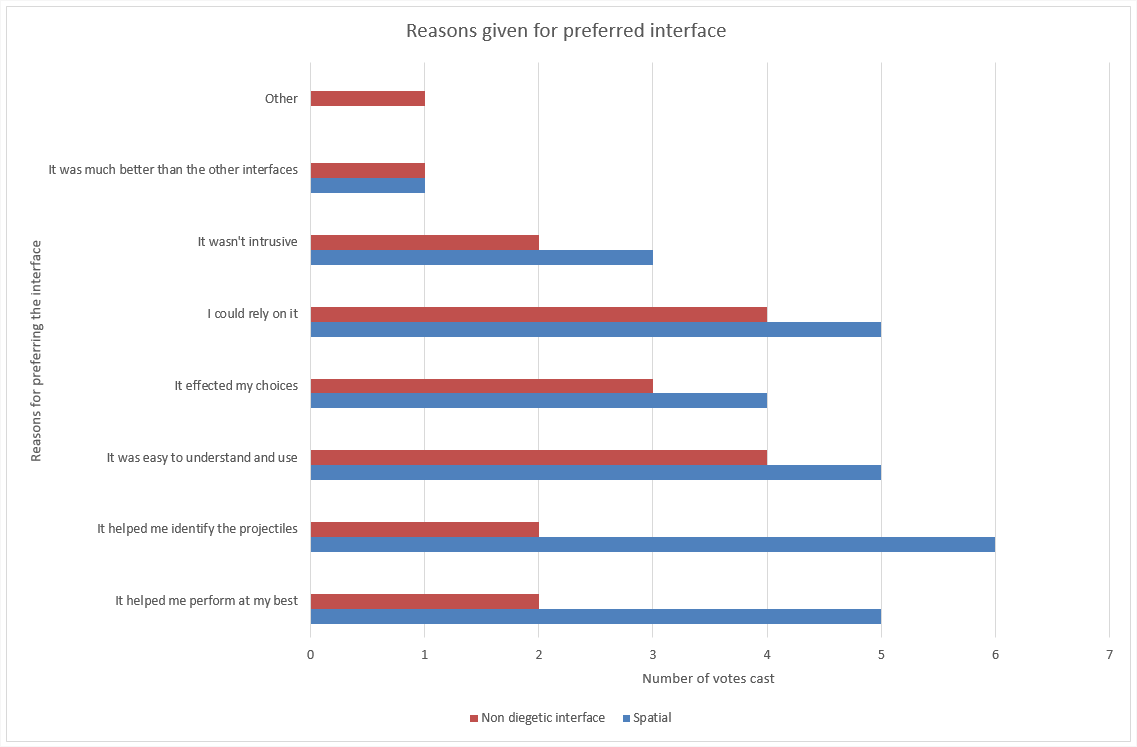 Reasons given for preferred interface
Reasons for preferring the interface
Other
It was much better than the other interfaces
It wasn't intrusive
I could rely on it
It effected my choices
It was easy to understand and use
It helped me identify the projectiles
It helped me perform at my best
0 1 2 3 4 5 6 7
Number of votes cast
Non diegetic interface Spatial